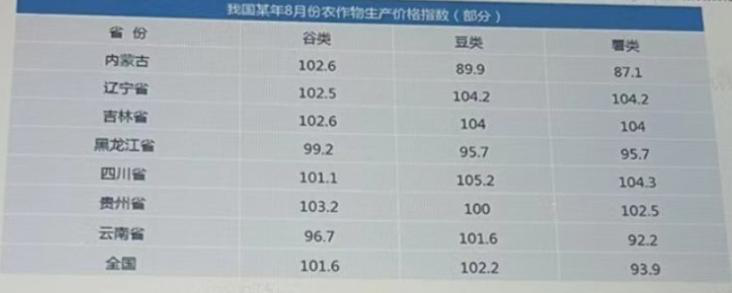 我国某年8月份农作物生产价格指数（部分）
省 份 谷类 豆类 薯类
内蒙古 102.6 89.9 87.1
辽宁省 102.5 104.2 104.2
吉林省 102.6 104 104
黑龙江省 99.2 95.7 95.7
四川省 101.1 105.2 104.3
贵州省 103.2 100 102.5
云南省 96.7 101.6 92.2
全国 101.6 102.2 93.9